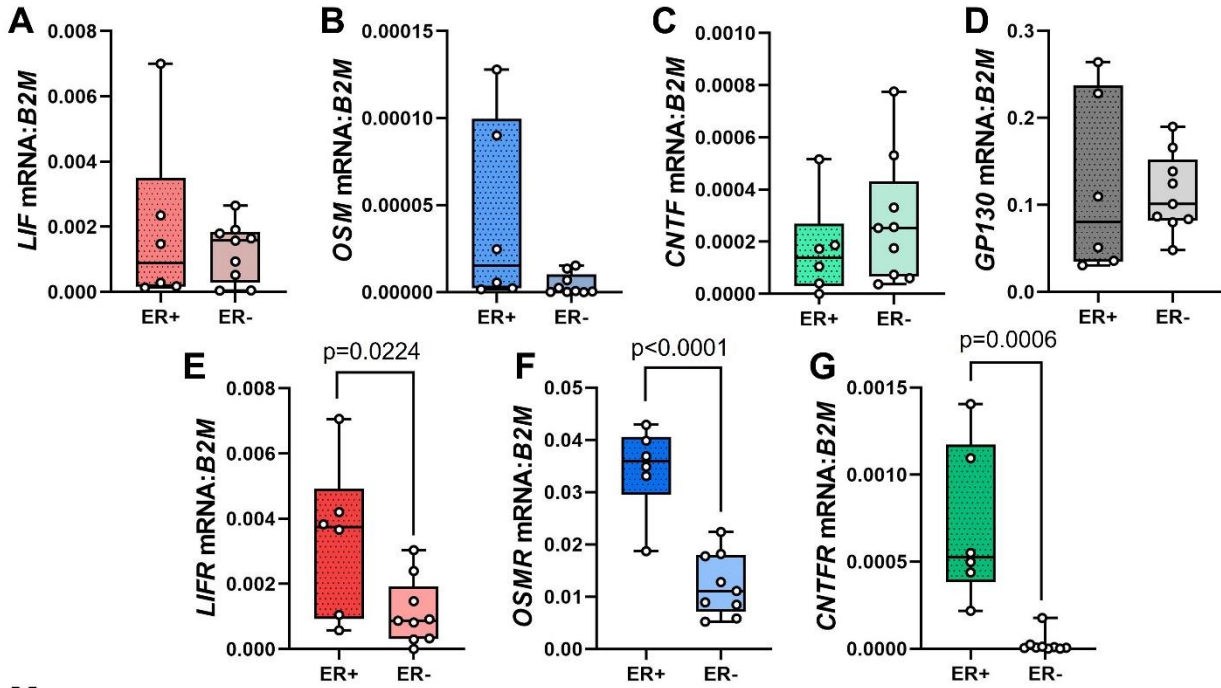 A
LIF mRNA:B2M
0.008
0.006
0.004
0.002
0.000
ER+ ER-
B
OSM mRNA:B2M
0.00015
0.00010
0.00005
0.00000
ER+ ER-
C
CNTF mRNA:B2M
0.0010
0.0008
0.0006
0.0004
0.0002
0.0000
ER+ ER-
D
GP130 mRNA:B2M
0.3
0.2
0.1
0.0
ER+ ER-
E
p=0.0224
LIFR mRNA:B2M
0.008
0.006
0.004
0.002
0.000
ER+ ER-
F
p<0.0001
OSMR mRNA:B2M
0.05
0.04
0.03
0.02
0.01
0.00
ER+ ER-
G
p=0.0006
CNTFR mRNA:B2M
0.0015
0.0010
0.0005
0.0000
ER+ ER-